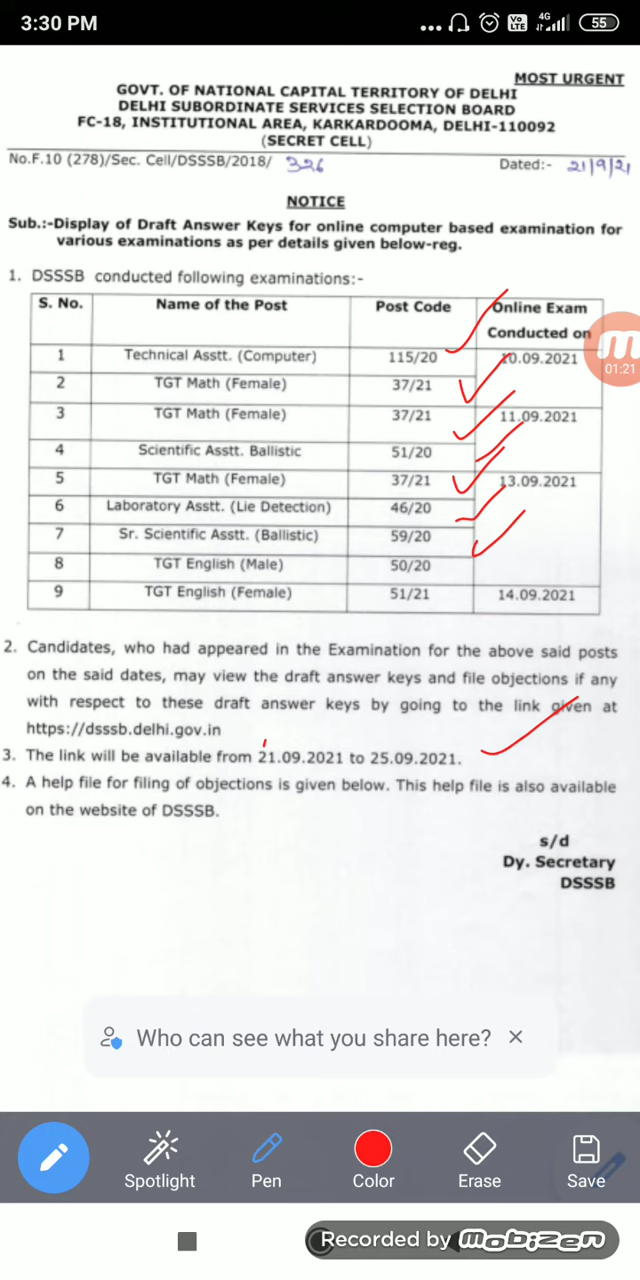 3:30 PM
4G
Vo LTE
55
MOST URGENT
GOVT. OF NATIONAL CAPITAL TERRITORY OF DELHI
DELHI SUBORDINATE SERVICES SELECTION BOARD
FC-18, INSTITUTIONAL AREA, KARKARDOOMA, DELHI-110092
(SECRET CELL)
No.F.10 (278)/Sec. Cell/DSSSB/2018/ 326 Dated:- 21/9/21
NOTICE
Sub.:-Display of Draft Answer Keys for online computer based examination for
various examinations as per details given below-reg.
1. DSSSB conducted following examinations:-
S. No. Name of the Post Post Code Online Exam
Conducted on
1 Technical Asstt. (Computer) 115/20 10.09.2021
2 TGT Math (Female) 37/21
3 TGT Math (Female) 37/21 11.09.2021
4 Scientific Asstt. Ballistic 51/20
5 TGT Math (Female) 37/21 13.09.2021
6 Laboratory Asstt. (Lie Detection) 46/20
7 Sr. Scientific Asstt. (Ballistic) 59/20
8 TGT English (Male) 50/20
9 TGT English (Female) 51/21 14.09.2021
01:21
2. Candidates, who had appeared in the Examination for the above said posts
on the said dates, may view the draft answer keys and file objections if any
with respect to these draft answer keys by going to the link given at
https://dsssb.delhi.gov.in
3. The link will be available from 21.09.2021 to 25.09.2021.
4. A help file for filing of objections is given below. This help file is also available
on the website of DSSSB.
s/d
Dy. Secretary
DSSSB
Who can see what you share here?
Spotlight Pen Color Erase Save
Recorded by mobizen